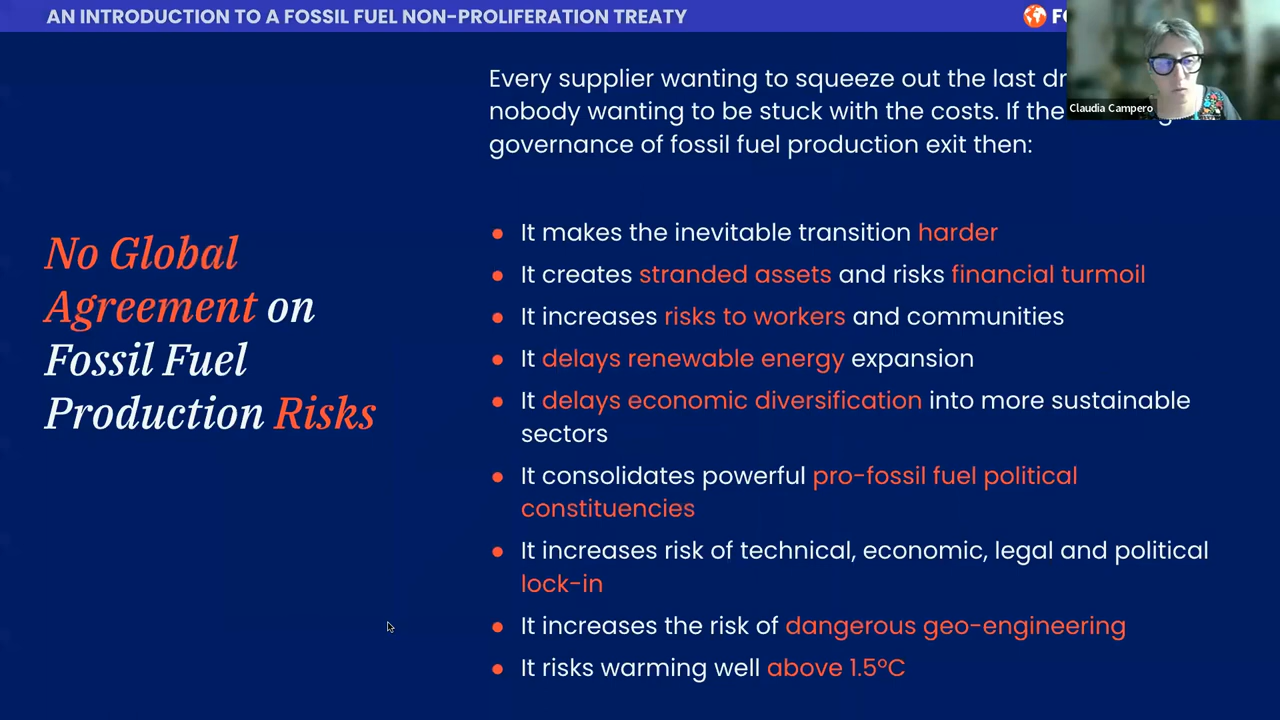 AN INTRODUCTION TO A FOSSIL FUEL NON-PROLIFERATION TREATY
Claudia Campero
Every supplier wanting to squeeze out the last
nobody wanting to be stuck with the costs. If the
governance of fossil fuel production exit then:
No Global
Agreement on
Fossil Fuel
Production Risks
● It makes the inevitable transition harder
● It creates stranded assets and risks financial turmoil
● It increases risks to workers and communities
● It delays renewable energy expansion
● It delays economic diversification into more sustainable
sectors
● It consolidates powerful pro-fossil fuel political
constituencies
● It increases risk of technical, economic, legal and political
lock-in
● It increases the risk of dangerous geo-engineering
● It risks warming well above 1.5°C